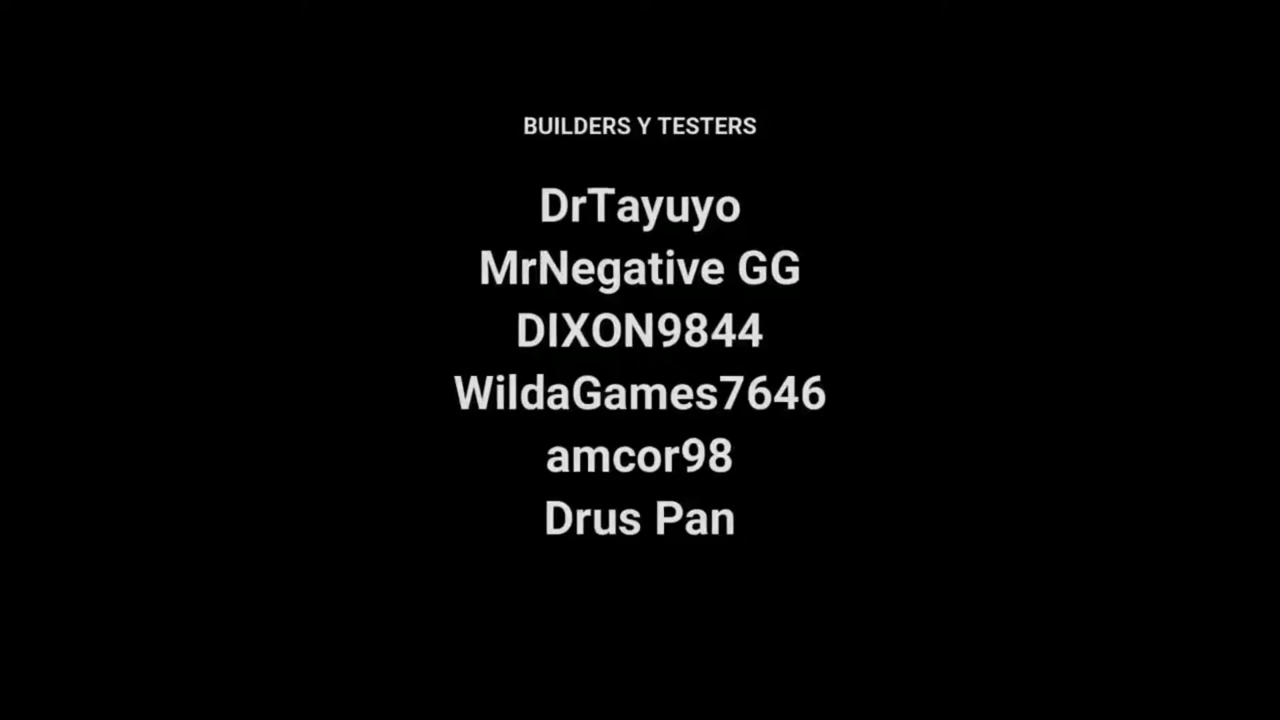 BUILDERS Y TESTERS
DrTayuyo
MrNegative GG
DIXON9844
WildaGames7646
amcor98
Drus Pan